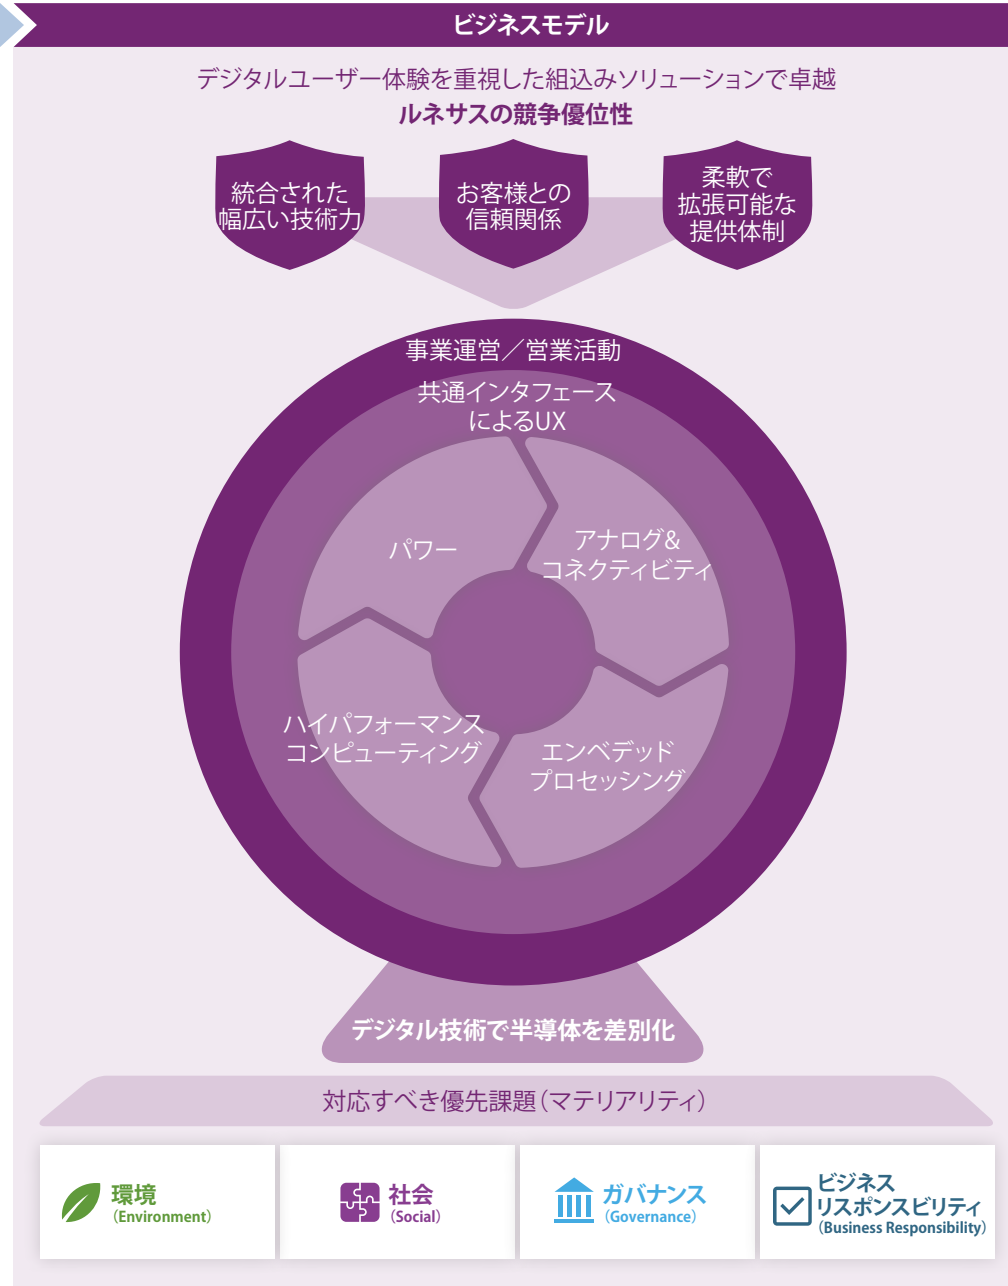 ビジネスモデル
デジタルユーザー体験を重視した組込みソリューションで卓越
ルネサスの競争優位性
統合された
幅広い技術力
お客様との
信頼関係
柔軟で
拡張可能な
提供体制
事業運営／営業活動
共通インタフェース
によるUX
パワー
アナログ&
コネクティビティ
ハイパフォーマンス
コンピューティング
エンベデッド
プロセッシング
デジタル技術で半導体を差別化
対応すべき優先課題（マテリアリティ）
環境
（Environment）
社会
（Social）
ガバナンス
（Governance）
ビジネス
リスポンスビリティ
（Business Responsibility）